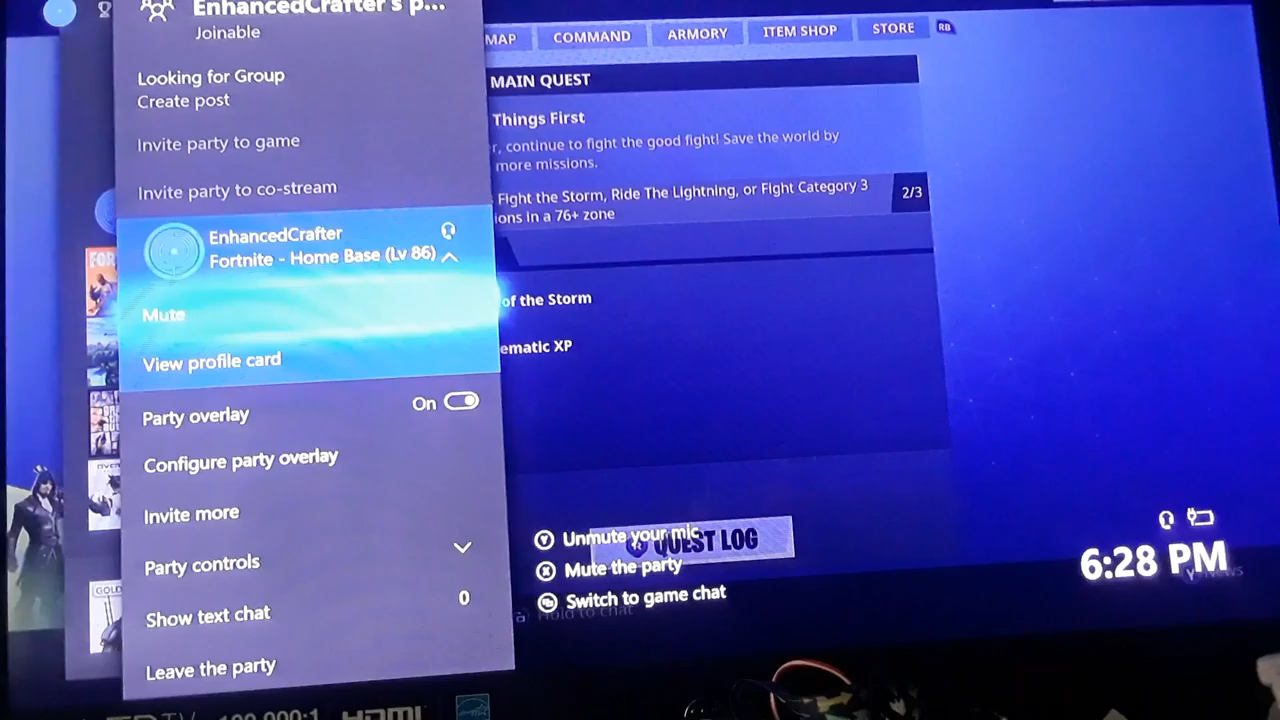 EnhancedCrafter's p...
Joinable
Looking for Group
Create post
Invite party to game
Invite party to co-stream
EnhancedCrafter
Fortnite - Home Base (Lv 86)
Mute
View profile card
Party overlay
On
Configure party overlay
Invite more
Party controls
Show text chat
0
Leave the party
MAP
COMMAND
ARMORY
ITEM SHOP
STORE
RB
MAIN QUEST
Things First
, continue to fight the good fight! Save the world by
more missions.
Fight the Storm, Ride The Lightning, or Fight Category 3
ions in a 76+ zone
2/3
of the Storm
ematic XP
Y Unmute your mic
QUEST LOG
X Mute the party
Switch to game chat
Hold to chat
6:28 PM
FOR
GOLD
HDMI